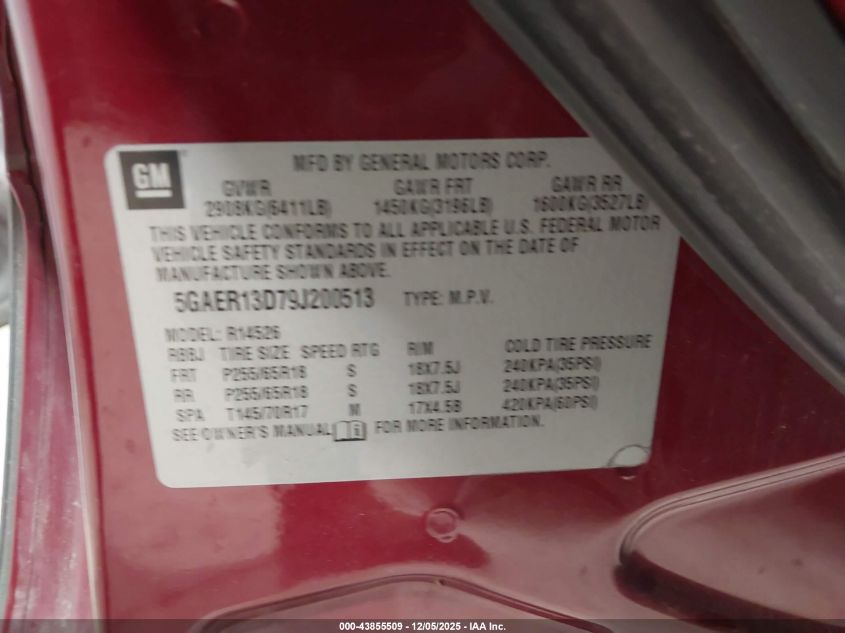 GM
MFD BY GENERAL MOTORS CORP.
GVWR GAWR FRT GAWR RR
2908KG(6411LB) 1450KG(3196LB) 1600KG(3527LB)
THIS VEHICLE CONFORMS TO ALL APPLICABLE U.S. FEDERAL MOTOR
VEHICLE SAFETY STANDARDS IN EFFECT ON THE DATE OF
MANUFACTURE SHOWN ABOVE.
5GAER13D79J200513 TYPE: M.P.V.
MODEL: R14526
RBBJ TIRE SIZE SPEED RTG RIM COLD TIRE PRESSURE
FRT P255/65R18 S 18X7.5J 240KPA(35PSI)
RR P255/65R18 S 18X7.5J 240KPA(35PSI)
SPA T145/70R17 M 17X4.5B 420KPA(60PSI)
SEE OWNER'S MANUAL FOR MORE INFORMATION.
000-43855509 - 12/05/2025 - IAA Inc.